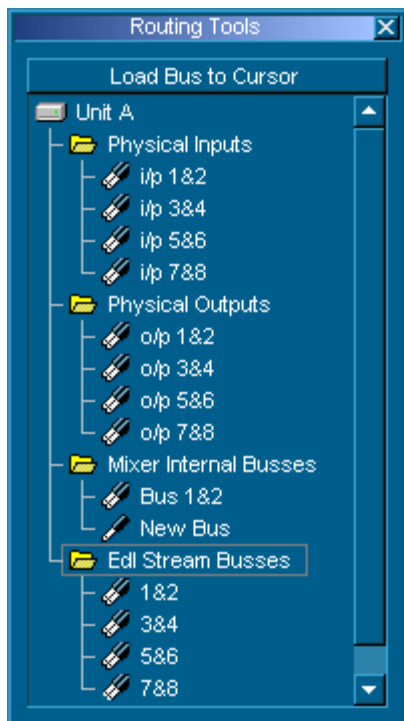 Routing Tools
Load Bus to Cursor
Unit A
Physical Inputs
i/p 1&2
i/p 3&4
i/p 5&6
i/p 7&8
Physical Outputs
o/p 1&2
o/p 3&4
o/p 5&6
o/p 7&8
Mixer Internal Busses
Bus 1&2
New Bus
Edl Stream Busses
1&2
3&4
5&6
7&8